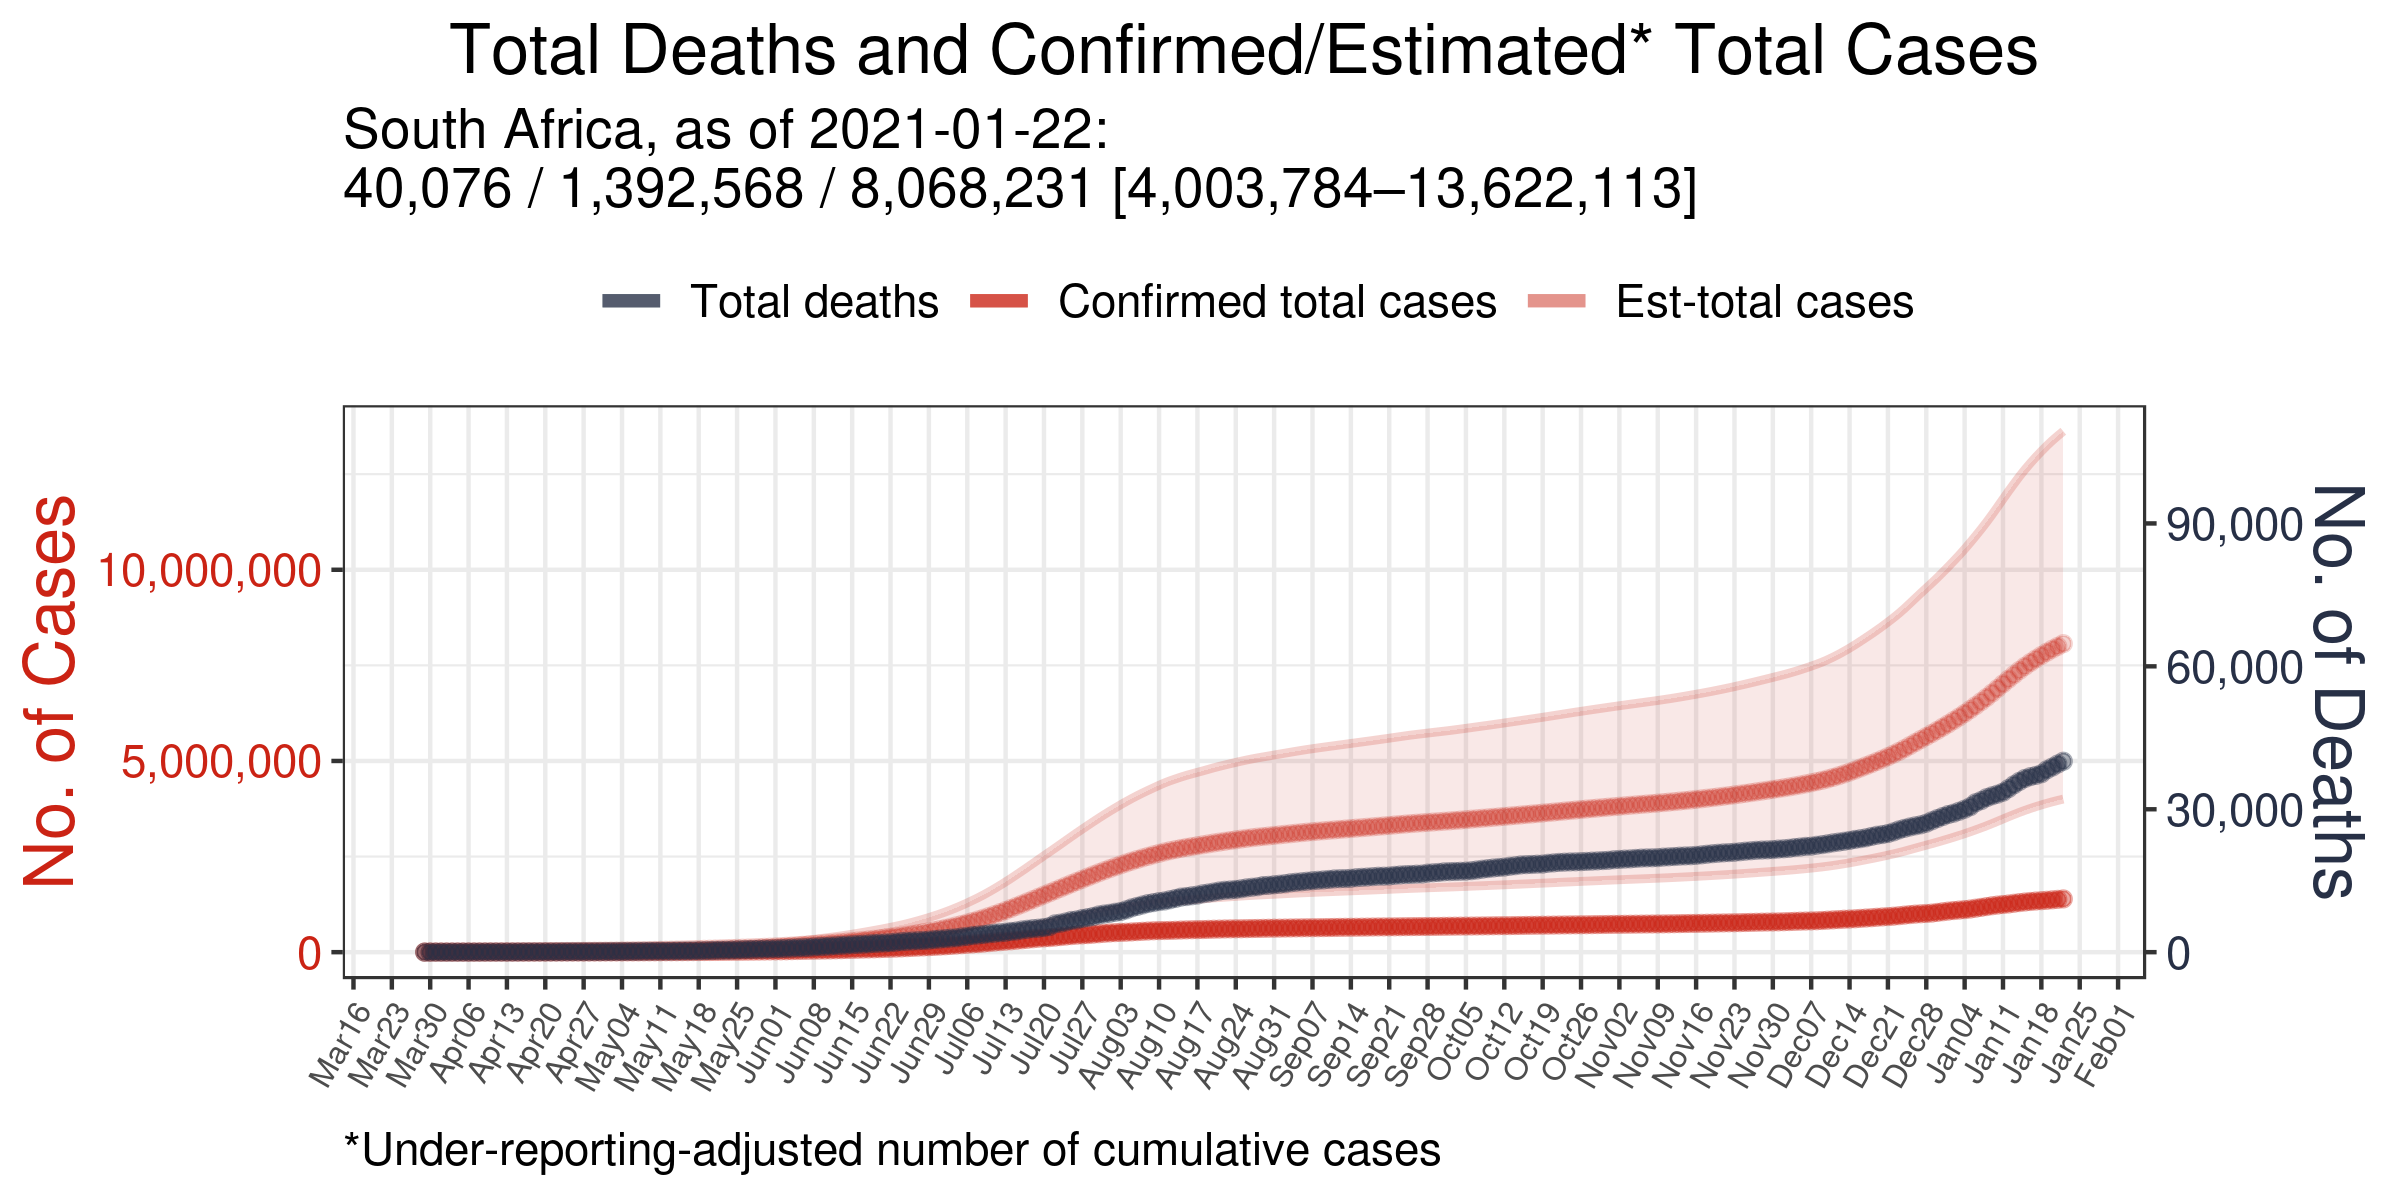 Total Deaths and Confirmed/Estimated* Total Cases
South Africa, as of 2021-01-22:
40,076 / 1,392,568 / 8,068,231 [4,003,784–13,622,113]
Total deaths
Confirmed total cases
Est-total cases
No. of Cases
10,000,000
5,000,000
0
90,000
60,000
30,000
0
No. of Deaths
Mar16
Mar23
Mar30
Apr06
Apr13
Apr20
Apr27
May04
May11
May18
May25
Jun01
Jun08
Jun15
Jun22
Jun29
Jul06
Jul13
Jul20
Jul27
Aug03
Aug10
Aug17
Aug24
Aug31
Sep07
Sep14
Sep21
Sep28
Oct05
Oct12
Oct19
Oct26
Nov02
Nov09
Nov16
Nov23
Nov30
Dec07
Dec14
Dec21
Dec28
Jan04
Jan11
Jan18
Jan25
Feb01
*Under-reporting-adjusted number of cumulative cases